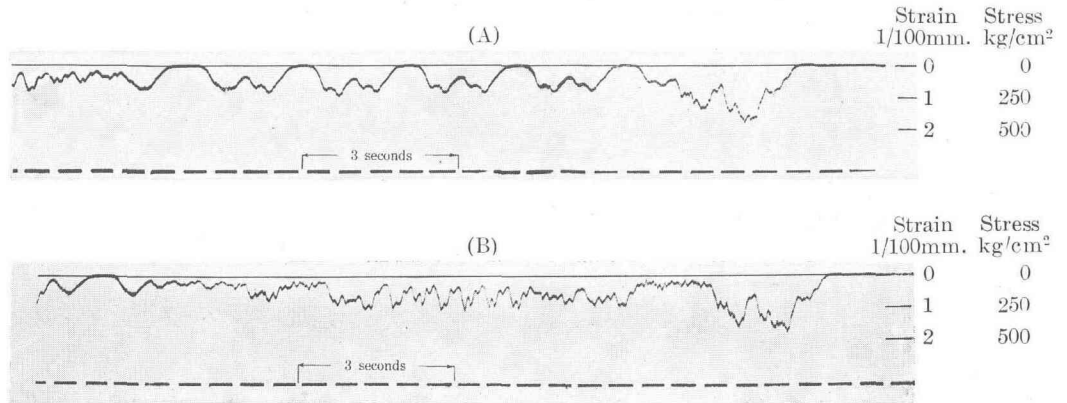 (A)
Strain Stress
1/100mm. kg/cm²
0 0
1 250
2 500
3 seconds
(B)
Strain Stress
1/100mm. kg/cm²
0 0
1 250
2 500
3 seconds